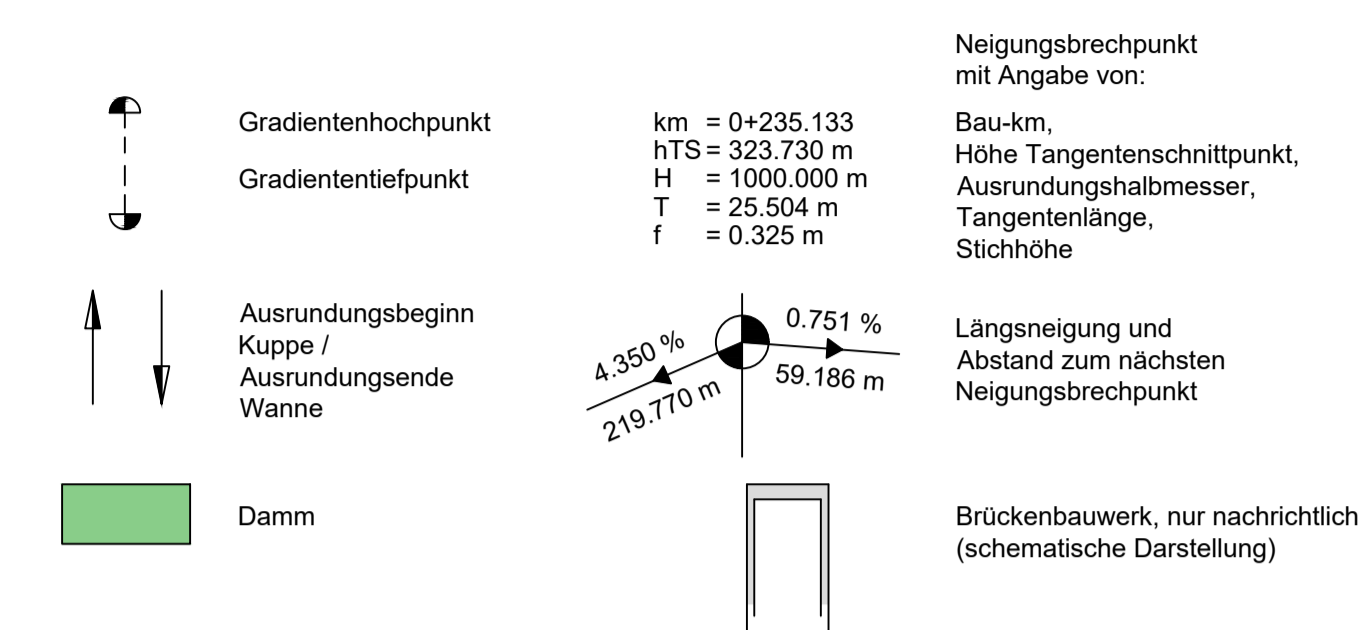 Gradientenhochpunkt
Gradiententiefpunkt
km = 0+235.133
hTS = 323.730 m
H = 1000.000 m
T = 25.504 m
f = 0.325 m
Neigungsbrechpunkt
mit Angabe von:
Bau-km,
Höhe Tangentenschnittpunkt,
Ausrundungshalbmesser,
Tangentenlänge,
Stichhöhe
Ausrundungsbeginn
Kuppe /
Ausrundungsende
Wanne
4.350 %
219.770 m
0.751 %
59.186 m
Längsneigung und
Abstand zum nächsten
Neigungsbrechpunkt
Damm
Brückenbauwerk, nur nachrichtlich
(schematische Darstellung)